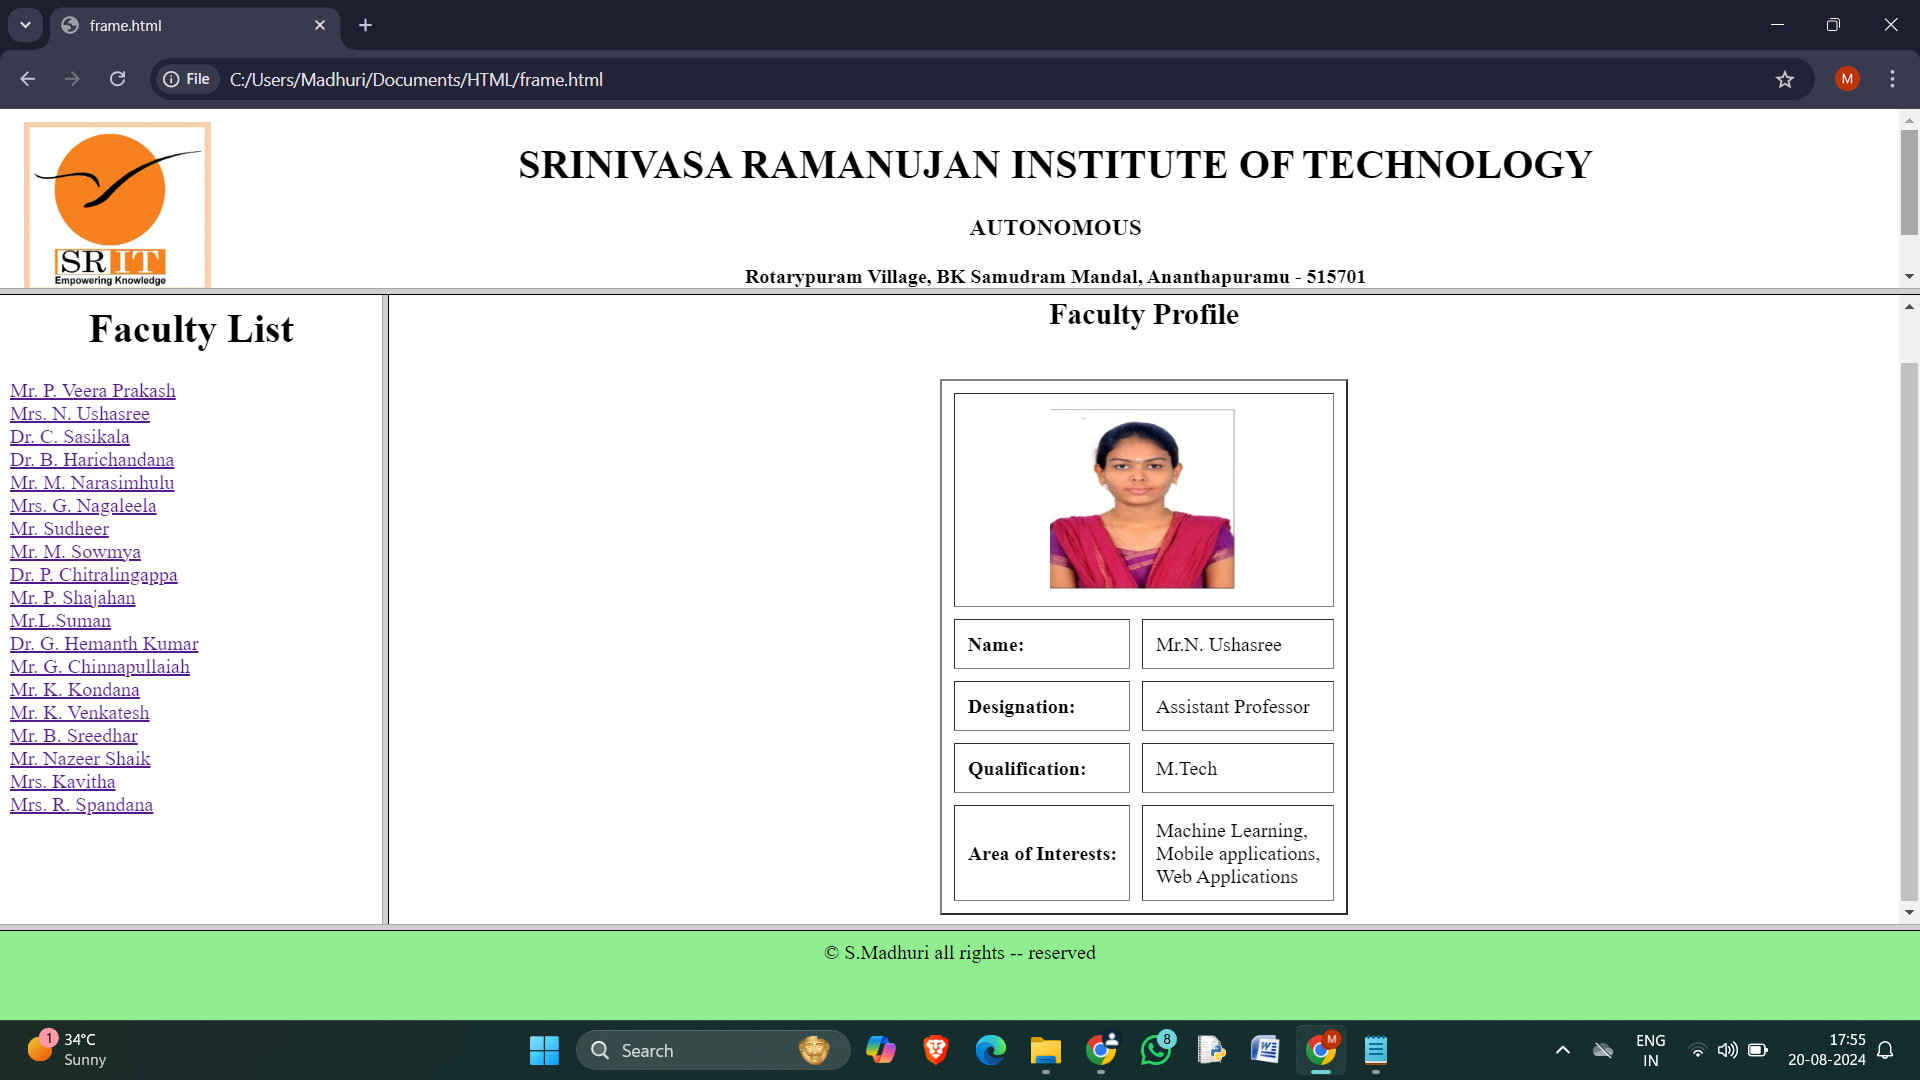 frame.html
File
C:/Users/Madhuri/Documents/HTML/frame.html
M
SRIT
Empowering Knowledge
SRINIVASA RAMANUJAN INSTITUTE OF TECHNOLOGY
AUTONOMOUS
Rotarypuram Village, BK Samudram Mandal, Ananthapuramu - 515701
Faculty List
Mr. P. Veera Prakash
Mrs. N. Ushasree
Dr. C. Sasikala
Dr. B. Harichandana
Mr. M. Narasimhulu
Mrs. G. Nagaleela
Mr. Sudheer
Mr. M. Sowmya
Dr. P. Chitralingappa
Mr. P. Shajahan
Mr.L.Suman
Dr. G. Hemanth Kumar
Mr. G. Chinnapullaiah
Mr. K. Kondana
Mr. K. Venkatesh
Mr. B. Sreedhar
Mr. Nazeer Shaik
Mrs. Kavitha
Mrs. R. Spandana
Faculty Profile
Name: Mr.N. Ushasree
Designation: Assistant Professor
Qualification: M.Tech
Area of Interests: Machine Learning,
Mobile applications,
Web Applications
© S.Madhuri all rights -- reserved
1
34°C
Sunny
Search
8
W
M
ENG
IN
17:55
20-08-2024